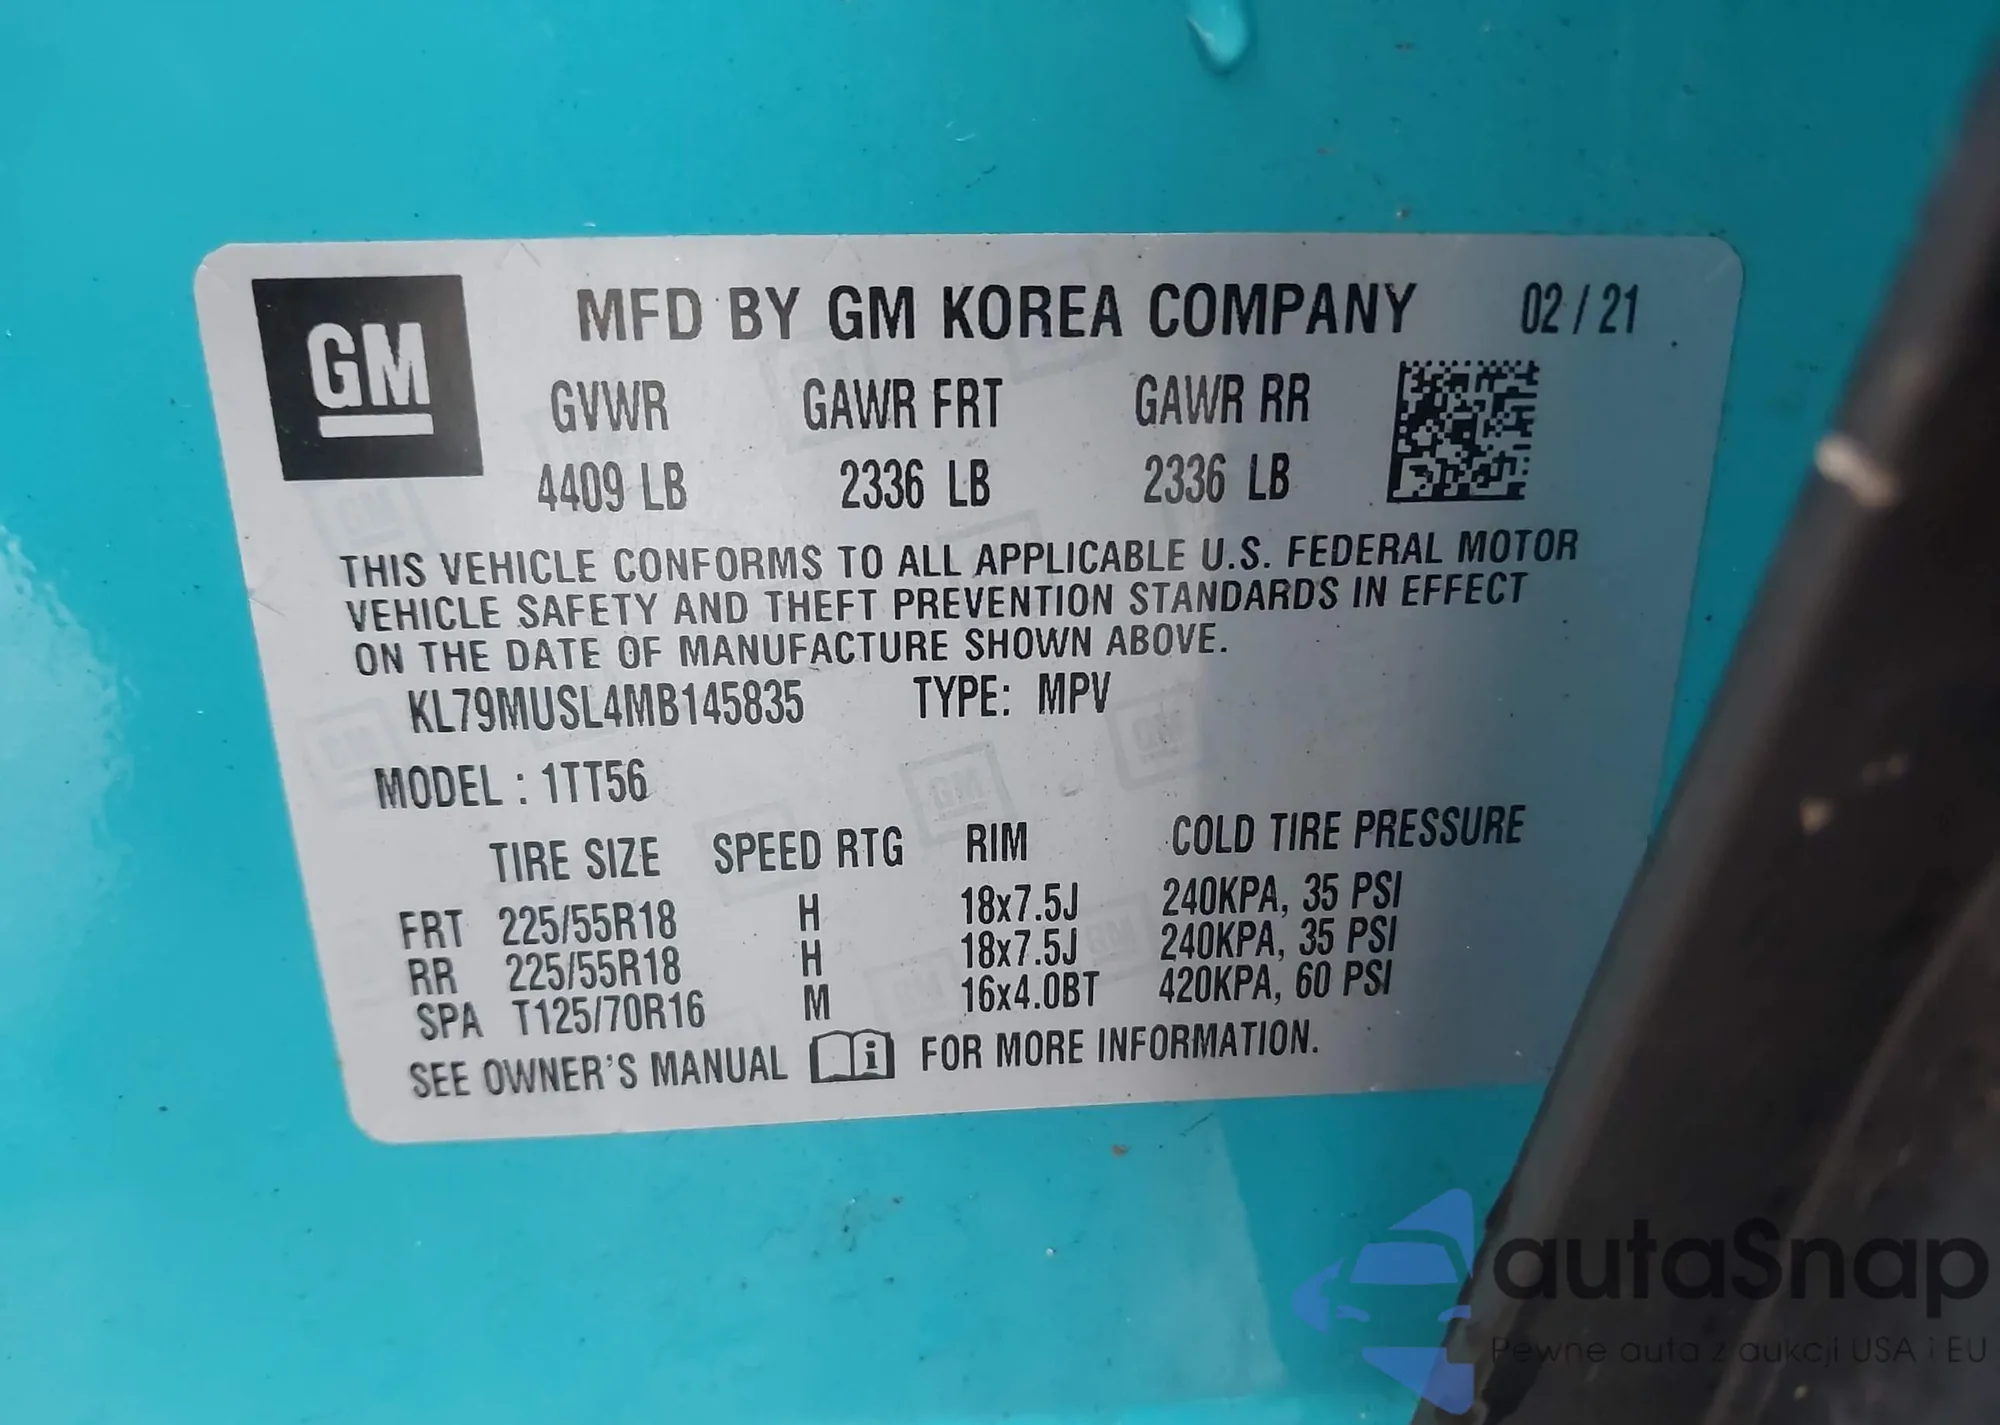 GM
MFD BY GM KOREA COMPANY 02 / 21
GVWR GAWR FRT GAWR RR
4409 LB 2336 LB 2336 LB
THIS VEHICLE CONFORMS TO ALL APPLICABLE U.S. FEDERAL MOTOR
VEHICLE SAFETY AND THEFT PREVENTION STANDARDS IN EFFECT
ON THE DATE OF MANUFACTURE SHOWN ABOVE.
KL79MUSL4MB145835 TYPE: MPV
MODEL : 1TT56
TIRE SIZE SPEED RTG RIM COLD TIRE PRESSURE
FRT 225/55R18 H 18x7.5J 240KPA, 35 PSI
RR 225/55R18 H 18x7.5J 240KPA, 35 PSI
SPA T125/70R16 M 16x4.0BT 420KPA, 60 PSI
SEE OWNER'S MANUAL i FOR MORE INFORMATION.
autaSnap
Pewne auta z aukcji USA i EU